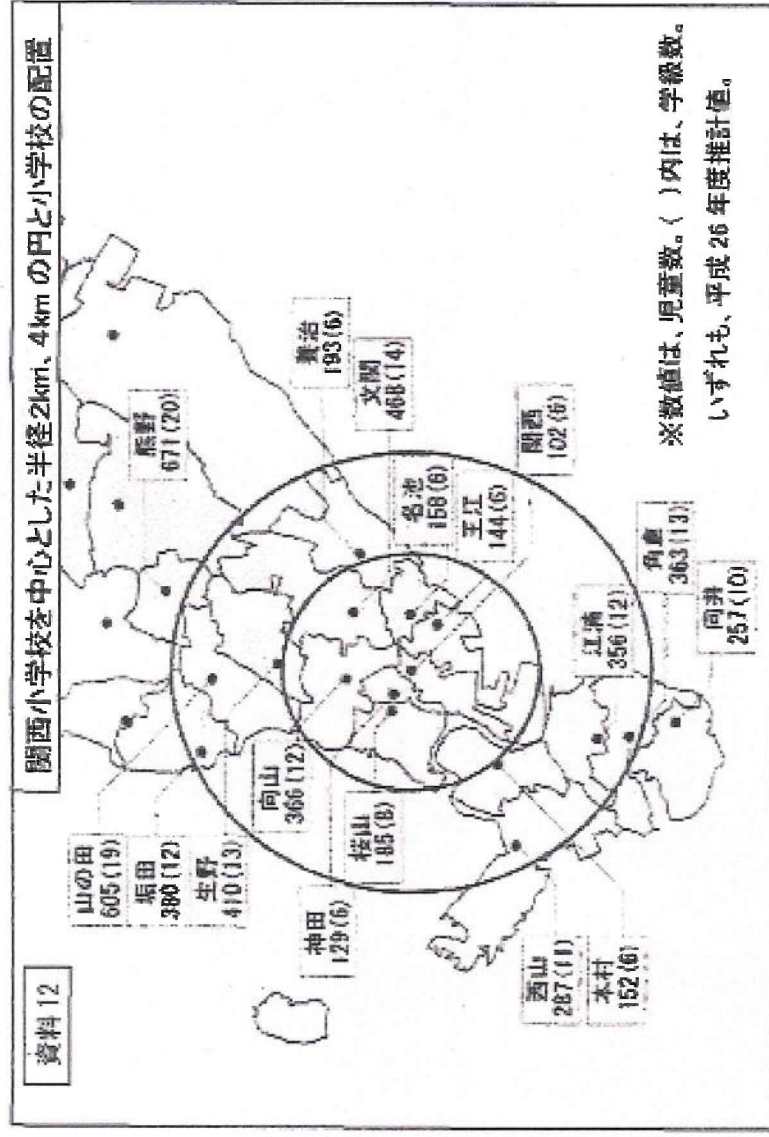 資料 12
関西小学校を中心とした半径2km、4kmの円と小学校の配置
山の田
605(19)
垢田
380(12)
生野
410(13)
熊野
671(20)
向山
366(12)
神田
129(6)
桜山
185(8)
養治
193(6)
文関
468(14)
名池
158(6)
王江
144(6)
関西
102(6)
西山
287(11)
本村
152(6)
江浦
356(12)
角倉
363(13)
向井
257(10)
※数値は、児童数。( )内は、学級数。
いずれも、平成 26 年度推計値。